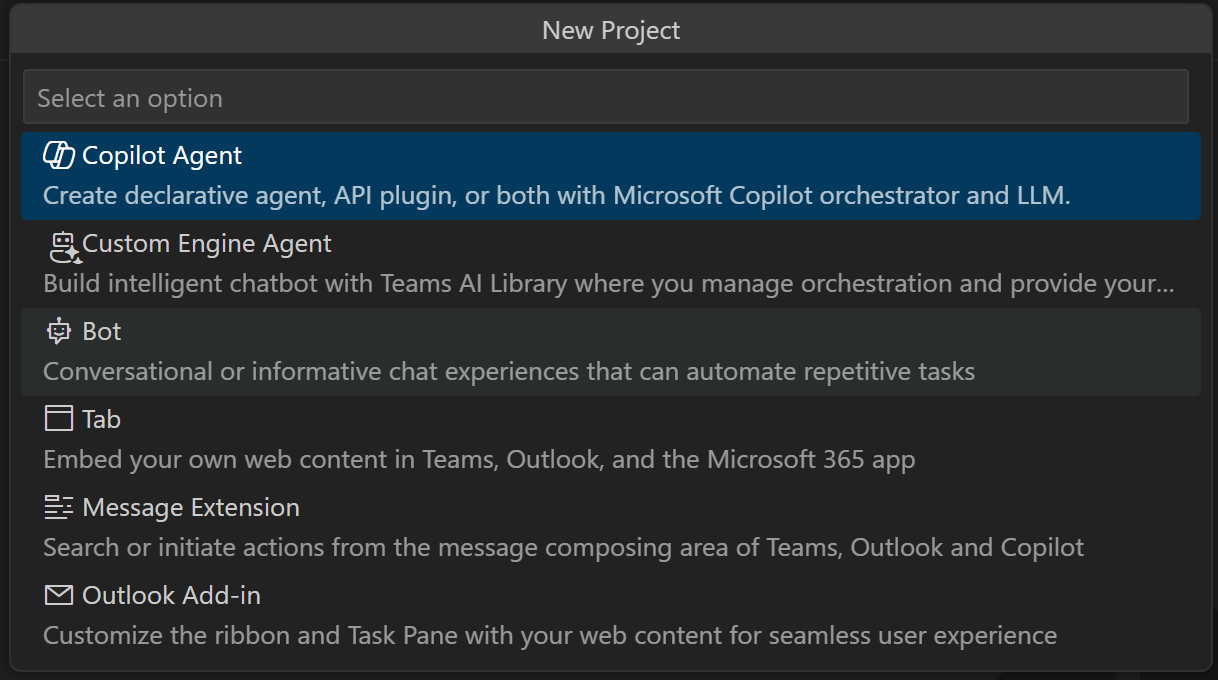 New Project
Select an option
Copilot Agent
Create declarative agent, API plugin, or both with Microsoft Copilot orchestrator and LLM.
Custom Engine Agent
Build intelligent chatbot with Teams AI Library where you manage orchestration and provide your...
Bot
Conversational or informative chat experiences that can automate repetitive tasks
Tab
Embed your own web content in Teams, Outlook, and the Microsoft 365 app
Message Extension
Search or initiate actions from the message composing area of Teams, Outlook and Copilot
Outlook Add-in
Customize the ribbon and Task Pane with your web content for seamless user experience